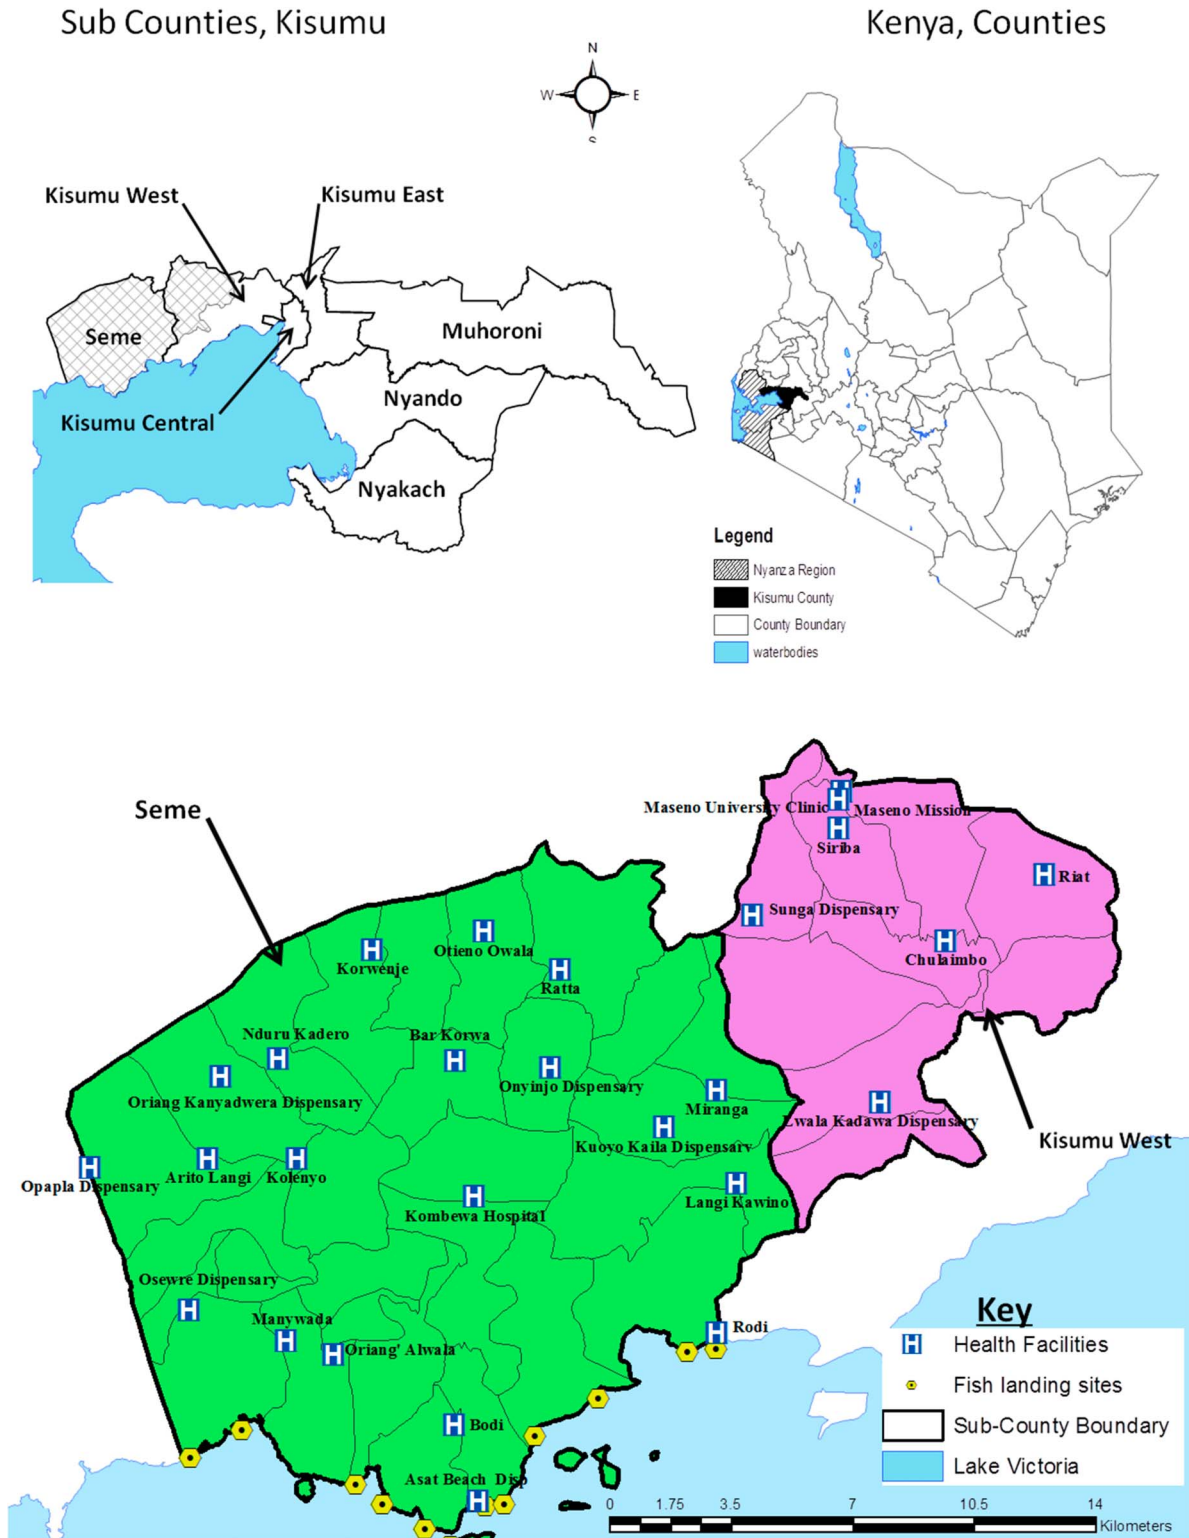 Sub Counties, Kisumu
Kenya, Counties
N
W
E
S
Kisumu West
Kisumu East
Seme
Muhoroni
Nyando
Kisumu Central
Nyakach
Legend
Nyanza Region
Kisumu County
County Boundary
waterbodies
Seme
Maseno University Clinic
Maseno Mission
Siriba
Riat
Sunga Dispensary
Chulaimbo
Otieno Owala
Korwenje
Ratta
Nduru Kadero
Bar Korwa
Oriang Kanyadwera Dispensary
Onyinjo Dispensary
Miranga
Lwala Kadawa Dispensary
Kuoyo Kaila Dispensary
Kisumu West
Opapla Dispensary
Arito Langi
Kolenyo
Langi Kawino
Kombewa Hospital
Osewre Dispensary
Manywada
Oriang' Alwala
Rodi
Bodi
Asat Beach Disp
Key
H Health Facilities
Fish landing sites
Sub-County Boundary
Lake Victoria
0 1.75 3.5 7 10.5 14
Kilometers